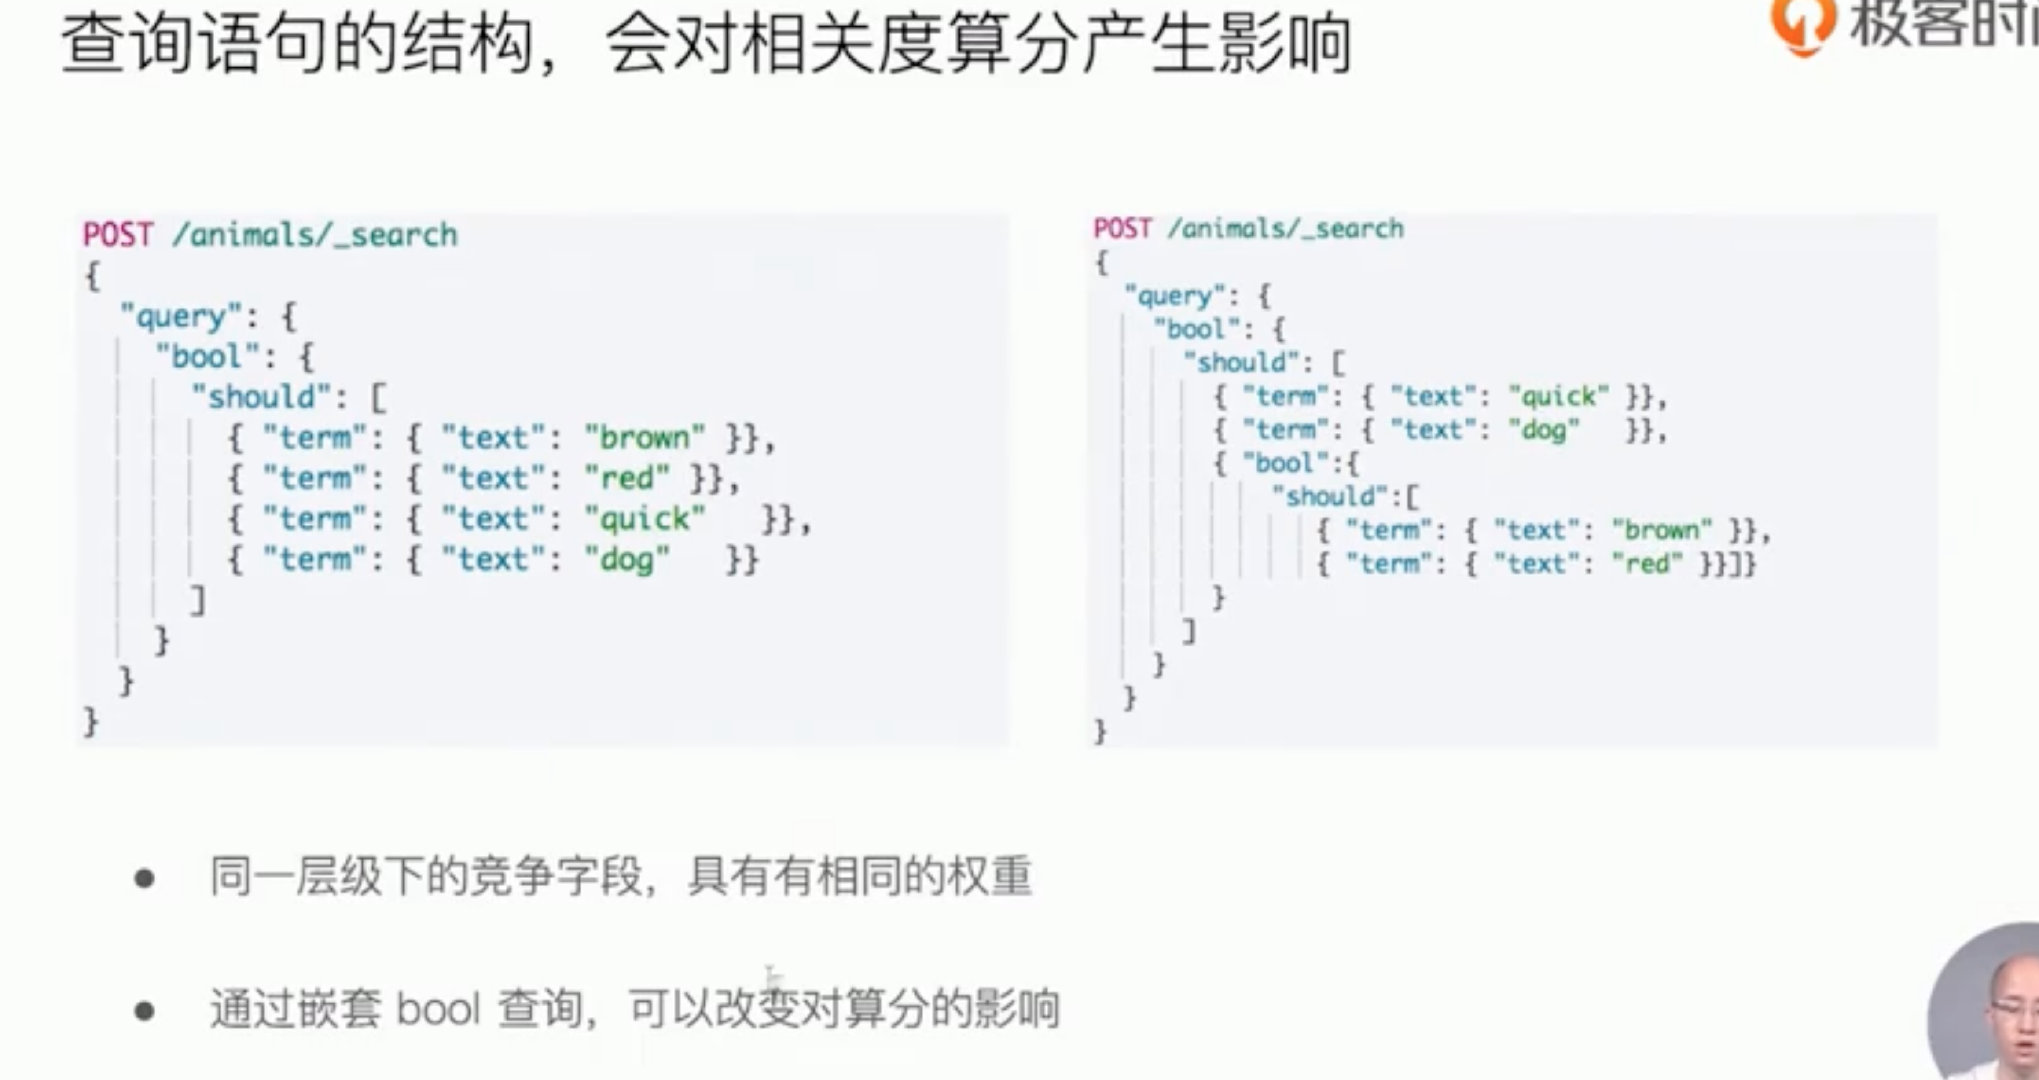 查询语句的结构，会对相关度算分产生影响
极客时间
POST /animals/_search
{
"query": {
"bool": {
"should": [
{ "term": { "text": "brown" }},
{ "term": { "text": "red" }},
{ "term": { "text": "quick" }},
{ "term": { "text": "dog" }}
]
}
}
}
POST /animals/_search
{
"query": {
"bool": {
"should": [
{ "term": { "text": "quick" }},
{ "term": { "text": "dog" }},
{ "bool":{
"should":[
{ "term": { "text": "brown" }},
{ "term": { "text": "red" }}]}
}
]
}
}
}
● 同一层级下的竞争字段，具有有相同的权重
● 通过嵌套 bool 查询，可以改变对算分的影响